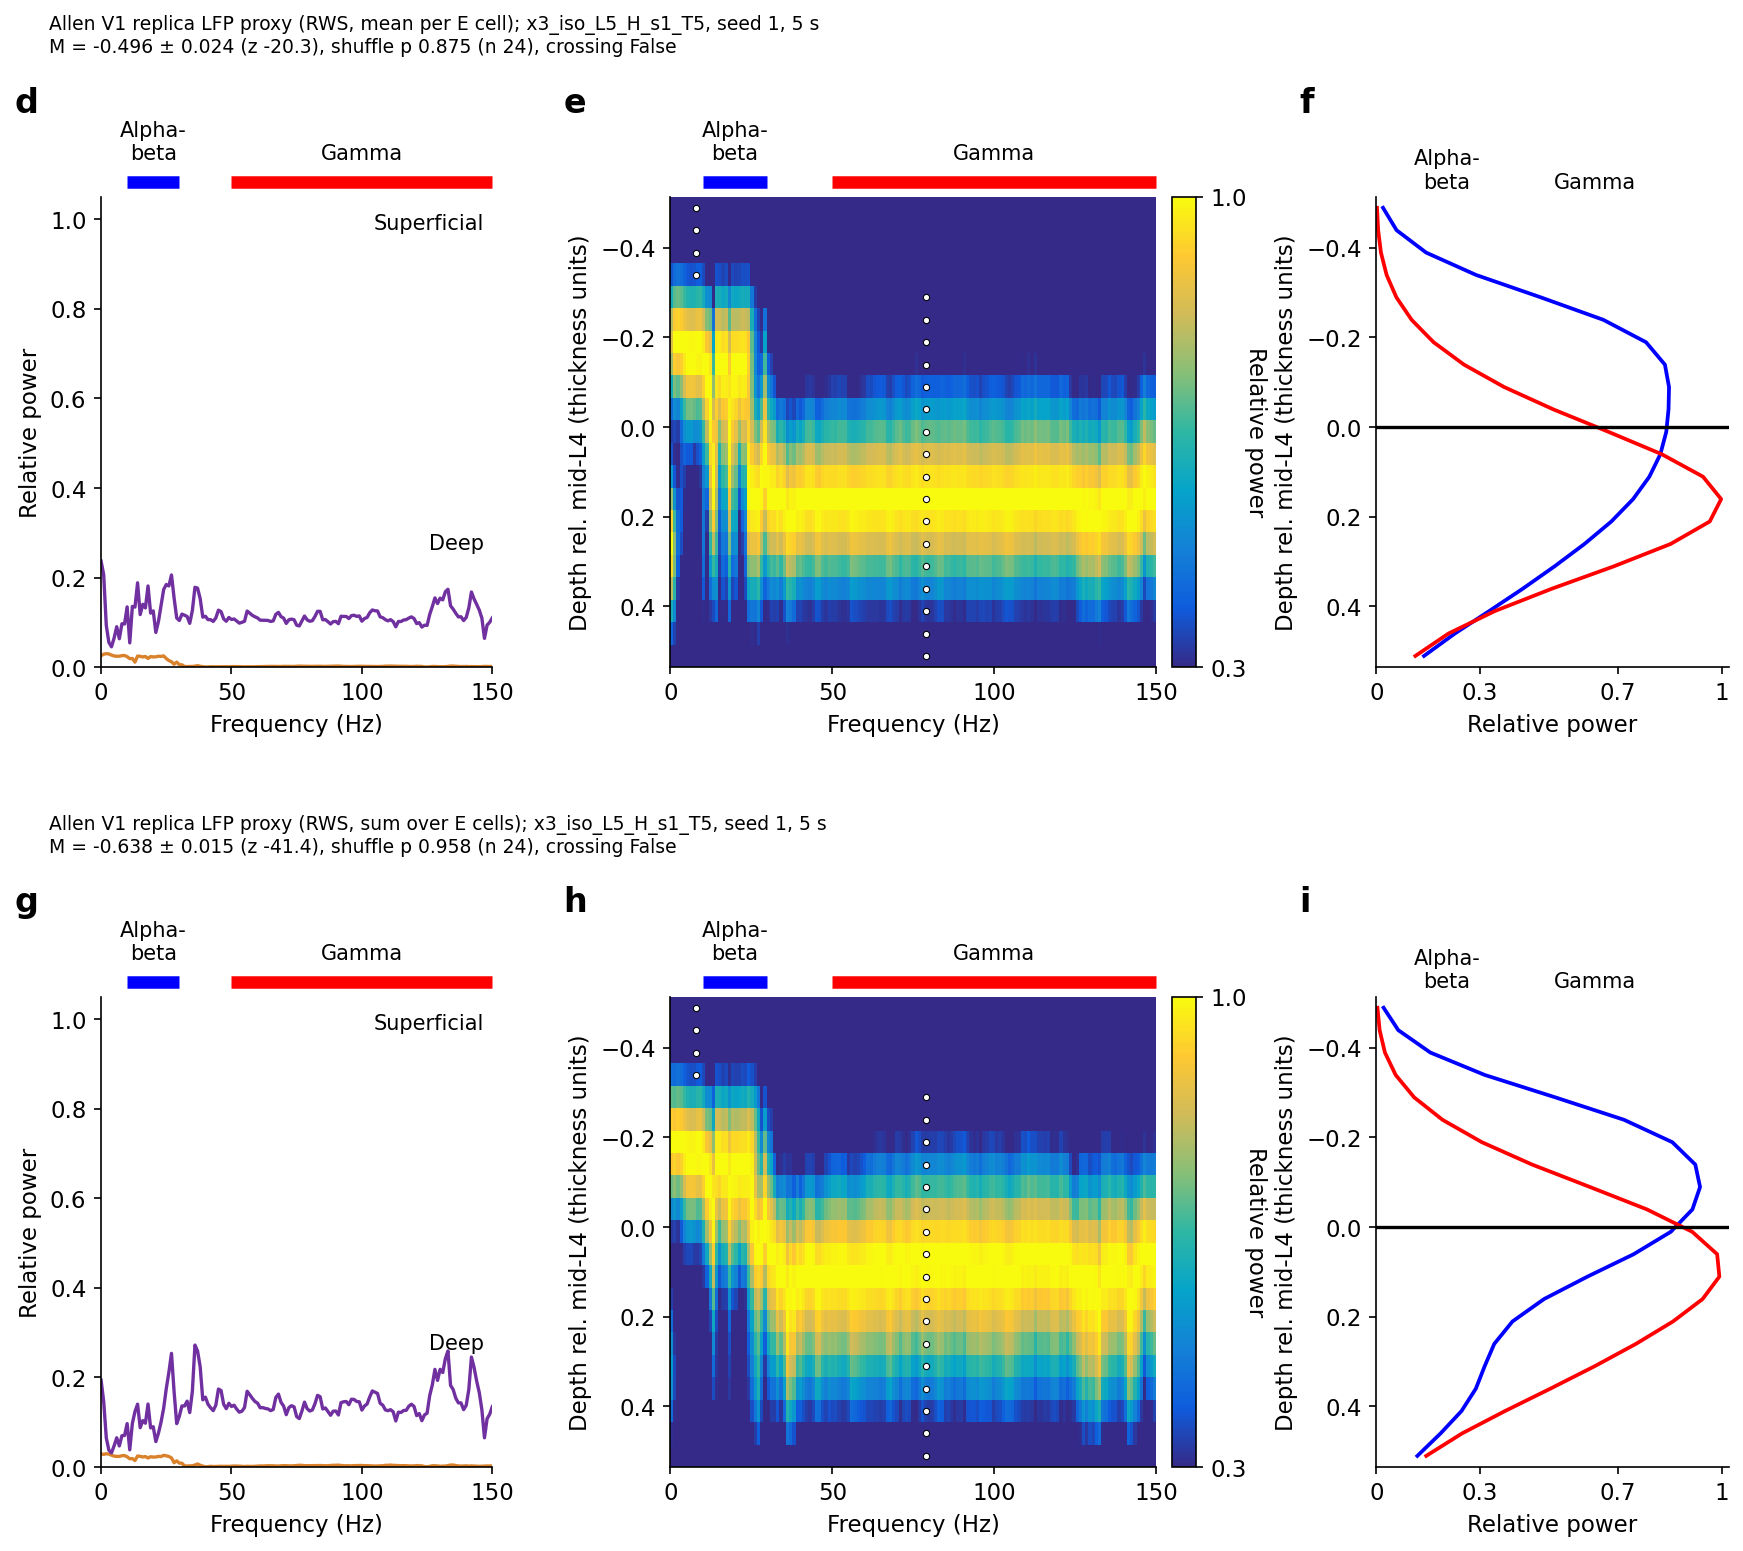 Allen V1 replica LFP proxy (RWS, mean per E cell); x3_iso_L5_H_s1_T5, seed 1, 5 s
M = -0.496 ± 0.024 (z -20.3), shuffle p 0.875 (n 24), crossing False
d
Alpha-
beta
Gamma
Superficial
Deep
1.0
0.8
0.6
0.4
0.2
0.0
Relative power
0
50
100
150
Frequency (Hz)
e
Alpha-
beta
Gamma
−0.4
−0.2
0.0
0.2
0.4
Depth rel. mid-L4 (thickness units)
0
50
100
150
Frequency (Hz)
1.0
0.3
Relative power
f
Alpha-
beta
Gamma
−0.4
−0.2
0.0
0.2
0.4
Depth rel. mid-L4 (thickness units)
0
0.3
0.7
1
Relative power
Allen V1 replica LFP proxy (RWS, sum over E cells); x3_iso_L5_H_s1_T5, seed 1, 5 s
M = -0.638 ± 0.015 (z -41.4), shuffle p 0.958 (n 24), crossing False
g
Alpha-
beta
Gamma
Superficial
Deep
1.0
0.8
0.6
0.4
0.2
0.0
Relative power
0
50
100
150
Frequency (Hz)
h
Alpha-
beta
Gamma
−0.4
−0.2
0.0
0.2
0.4
Depth rel. mid-L4 (thickness units)
0
50
100
150
Frequency (Hz)
1.0
0.3
Relative power
i
Alpha-
beta
Gamma
−0.4
−0.2
0.0
0.2
0.4
Depth rel. mid-L4 (thickness units)
0
0.3
0.7
1
Relative power